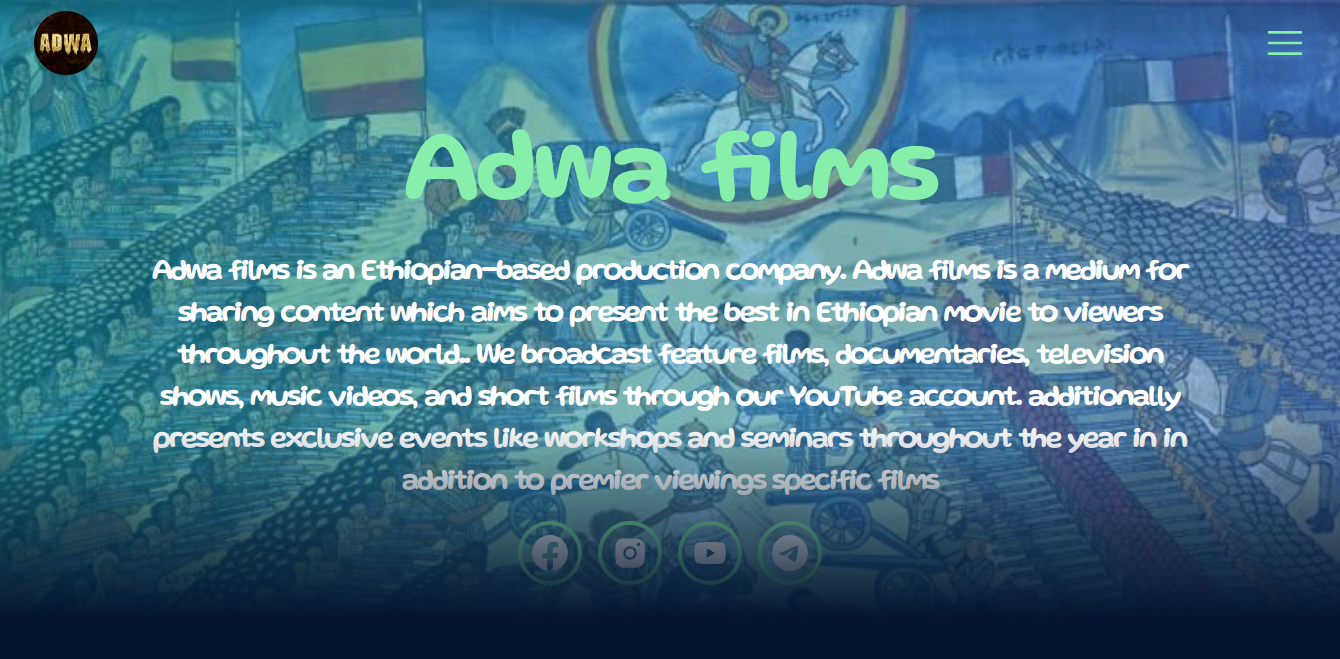 ADWA
Adwa films
Adwa films is an Ethiopian-based production company. Adwa films is a medium for
sharing content which aims to present the best in Ethiopian movie to viewers
throughout the world.. We broadcast feature films, documentaries, television
shows, music videos, and short films through our YouTube account. additionally
presents exclusive events like workshops and seminars throughout the year in in
addition to premier viewings specific films